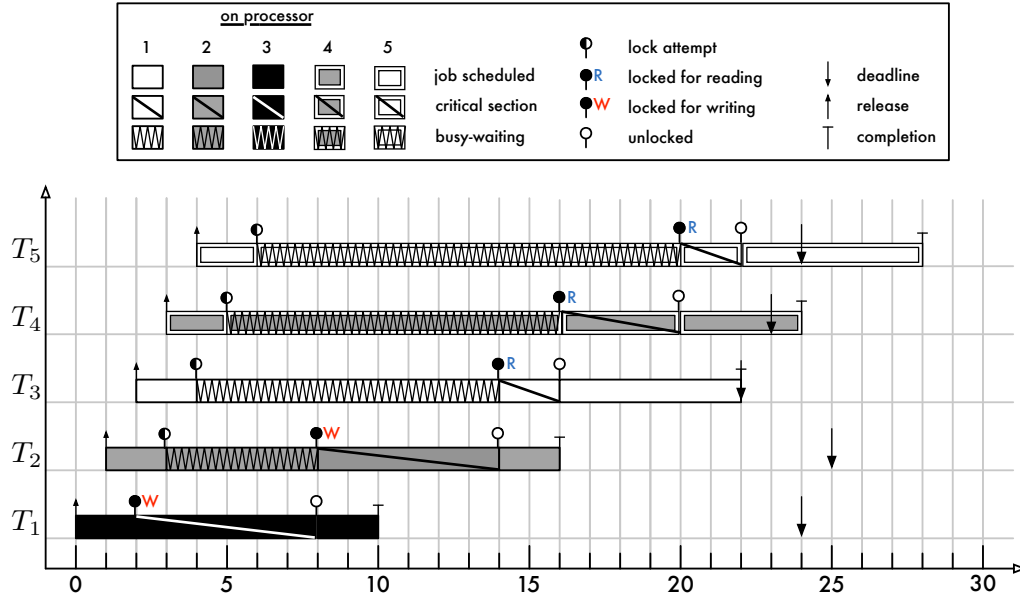 on processor
1 2 3 4 5
lock attempt
job scheduled R locked for reading deadline
critical section W locked for writing release
busy-waiting unlocked completion
T5 R
T4 R
T3 R
T2 W
T1 W
0 5 10 15 20 25 30